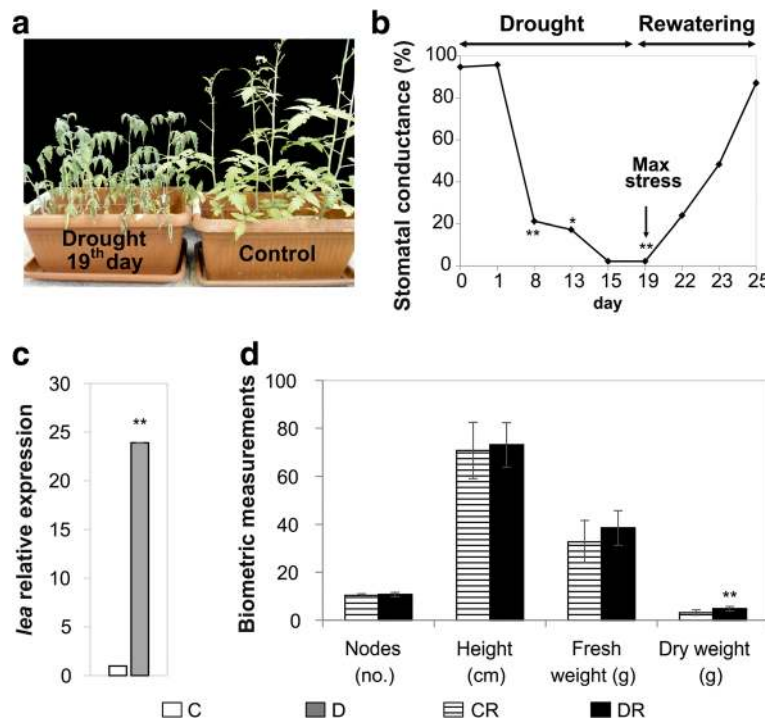 a
Drought
19th day
Control
b
Drought
Rewatering
Stomatal conductance (%)
100
80
60
40
20
0
Max
stress
**
*
**
0 1 8 13 15 19 22 23 25
day
c
lea relative expression
30
25
20
15
10
5
0
**
d
Biometric measurements
100
80
60
40
20
0
**
Nodes
(no.)
Height
(cm)
Fresh
weight (g)
Dry weight
(g)
C D CR DR